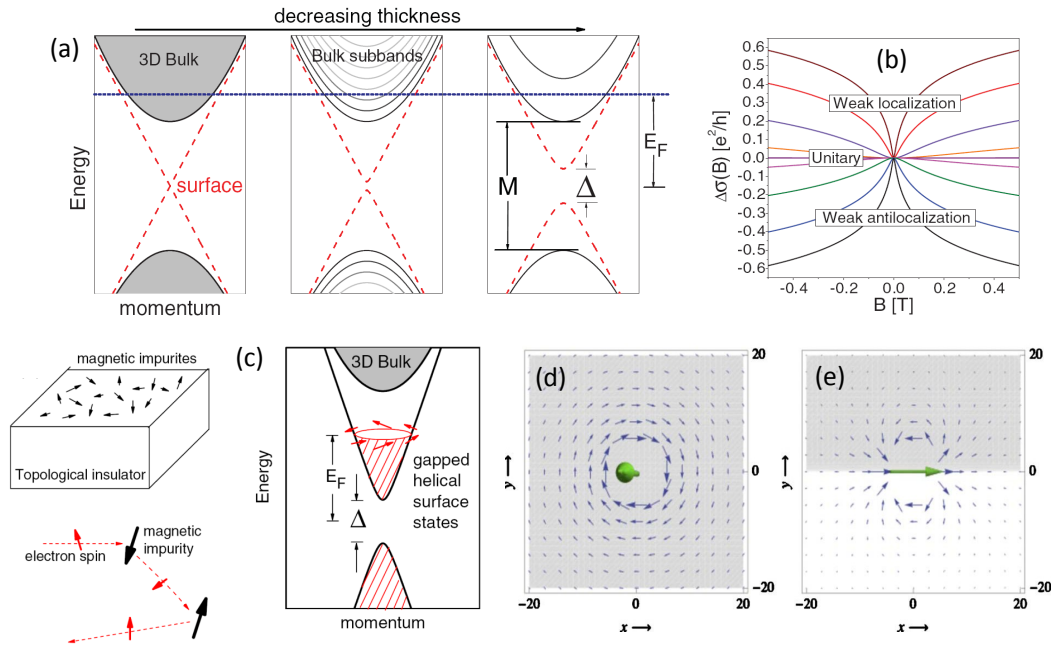 decreasing thickness
(a)
3D Bulk
Bulk subbands
surface
M
Δ
E_F
Energy
momentum
(b)
Δσ(B) [e²/h]
0.6
0.5
0.4
0.3
0.2
0.1
0.0
-0.1
-0.2
-0.3
-0.4
-0.5
-0.6
Weak localization
Unitary
Weak antilocalization
-0.4
-0.2
0.0
0.2
0.4
B [T]
magnetic impurites
Topological insulator
electron spin
magnetic
impurity
(c)
3D Bulk
Energy
E_F
Δ
gapped
helical
surface
states
momentum
(d)
20
0
-20
y →
-20
-10
0
10
20
x →
(e)
20
0
-20
y →
-20
-10
0
10
20
x →